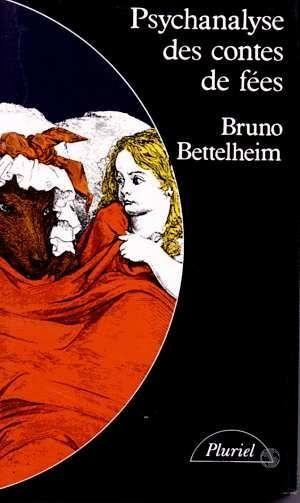 Psychanalyse
des contes
de fées
Bruno
Bettelheim
Pluriel